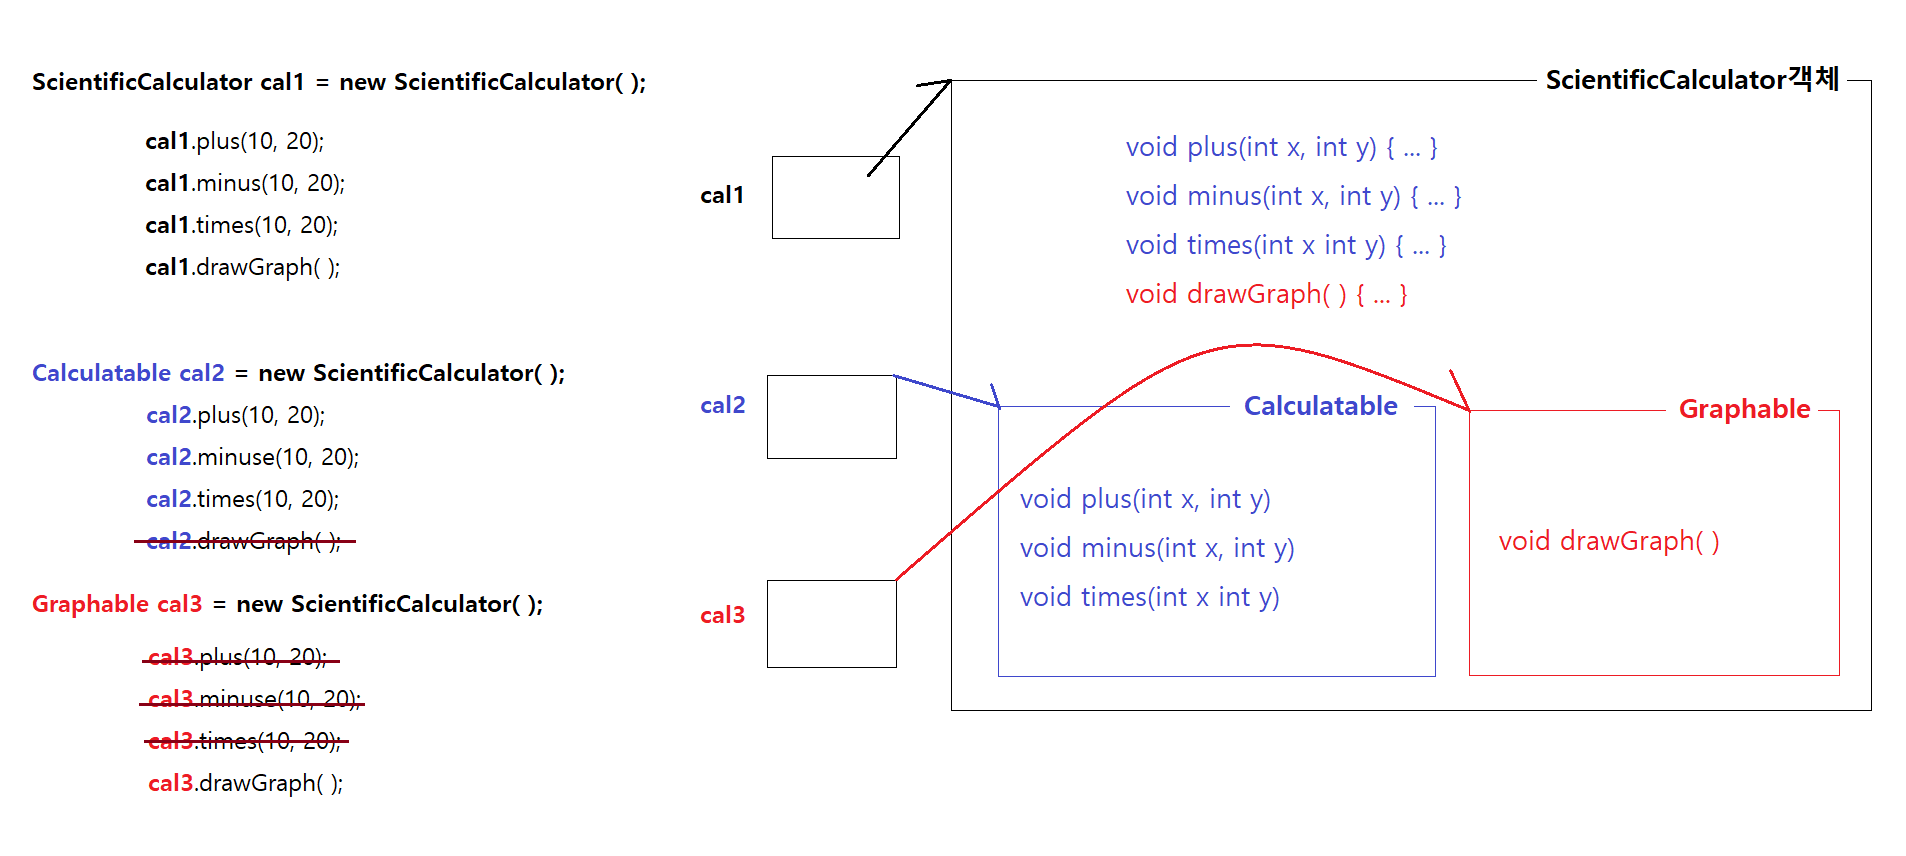 ScientificCalculator cal1 = new ScientificCalculator( );
cal1.plus(10, 20);
cal1.minus(10, 20);
cal1.times(10, 20);
cal1.drawGraph( );
Calculatable cal2 = new ScientificCalculator( );
cal2.plus(10, 20);
cal2.minuse(10, 20);
cal2.times(10, 20);
cal2.drawGraph( );
Graphable cal3 = new ScientificCalculator( );
cal3.plus(10, 20);
cal3.minuse(10, 20);
cal3.times(10, 20);
cal3.drawGraph( );
cal1
cal2
cal3
ScientificCalculator객체
void plus(int x, int y) { ... }
void minus(int x, int y) { ... }
void times(int x int y) { ... }
void drawGraph( ) { ... }
Calculatable
void plus(int x, int y)
void minus(int x, int y)
void times(int x int y)
Graphable
void drawGraph( )